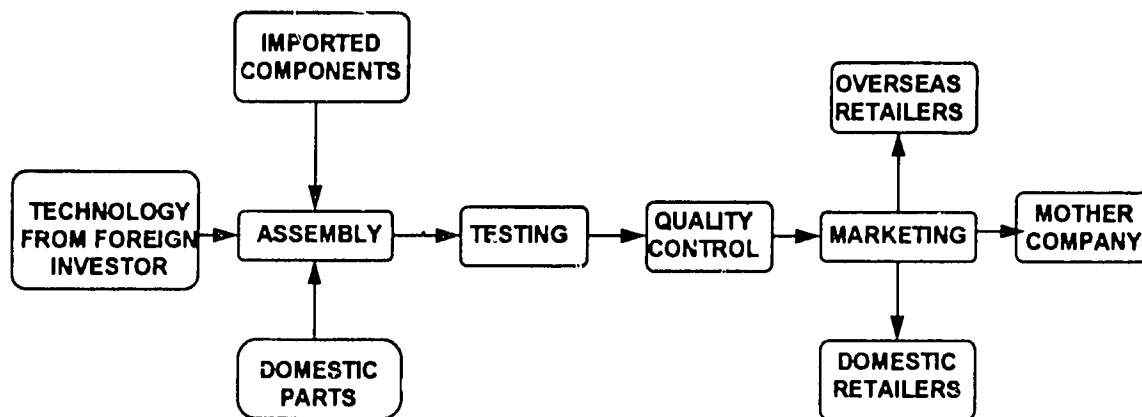 IMPORTED
COMPONENTS
OVERSEAS
RETAILERS
TECHNOLOGY
FROM FOREIGN
INVESTOR
ASSEMBLY
TESTING
QUALITY
CONTROL
MARKETING
MOTHER
COMPANY
DOMESTIC
PARTS
DOMESTIC
RETAILERS